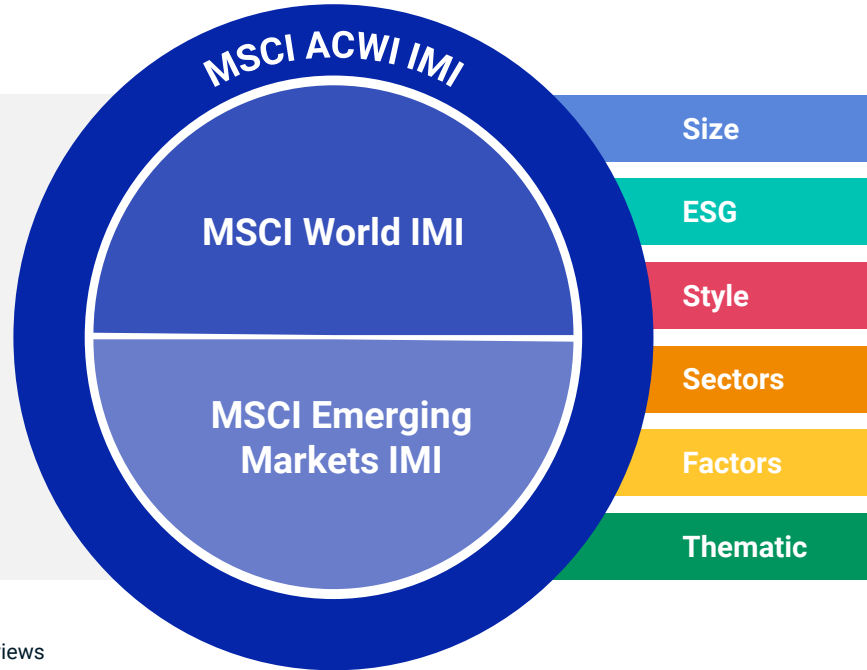 MSCI ACWI IMI
MSCI World IMI
MSCI Emerging
Markets IMI
Size
ESG
Style
Sectors
Factors
Thematic